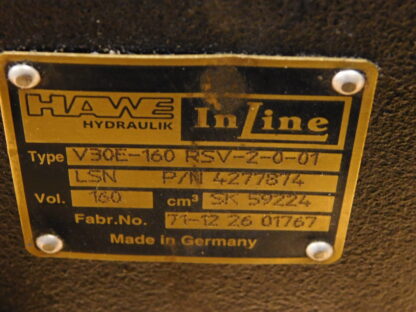 HAWE HYDRAULIK InLine
Type V30E-160 RSV-2-0-01
LSN P/N 4277874
Vol. 160 cm³ SK 59224
Fabr.No. 71-12 26 01767
Made in Germany